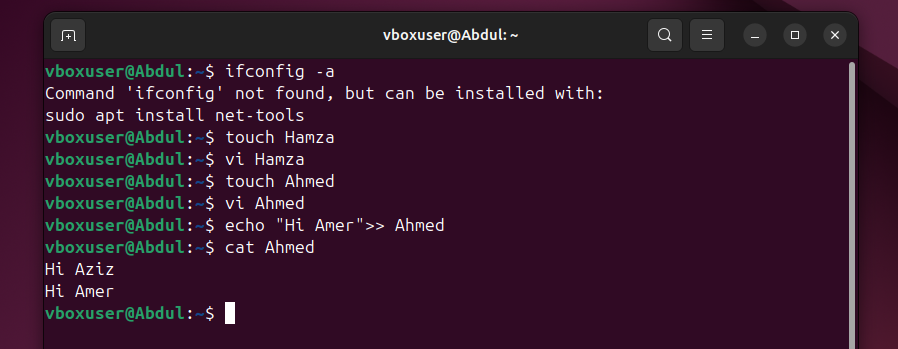 vboxuser@Abdul: ~
vboxuser@Abdul:~$ ifconfig -a
Command 'ifconfig' not found, but can be installed with:
sudo apt install net-tools
vboxuser@Abdul:~$ touch Hamza
vboxuser@Abdul:~$ vi Hamza
vboxuser@Abdul:~$ touch Ahmed
vboxuser@Abdul:~$ vi Ahmed
vboxuser@Abdul:~$ echo "Hi Amer">> Ahmed
vboxuser@Abdul:~$ cat Ahmed
Hi Aziz
Hi Amer
vboxuser@Abdul:~$